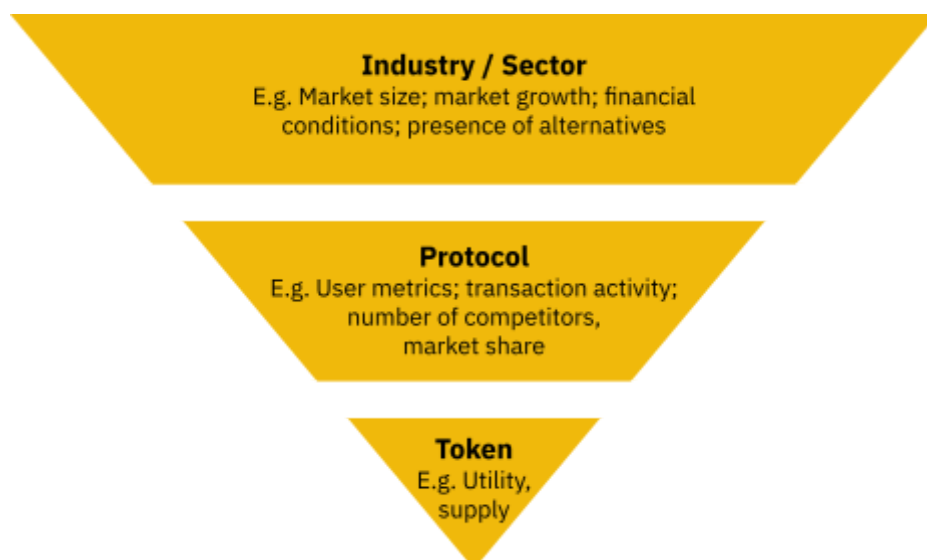 Industry / Sector
E.g. Market size; market growth; financial
conditions; presence of alternatives
Protocol
E.g. User metrics; transaction activity;
number of competitors,
market share
Token
E.g. Utility,
supply